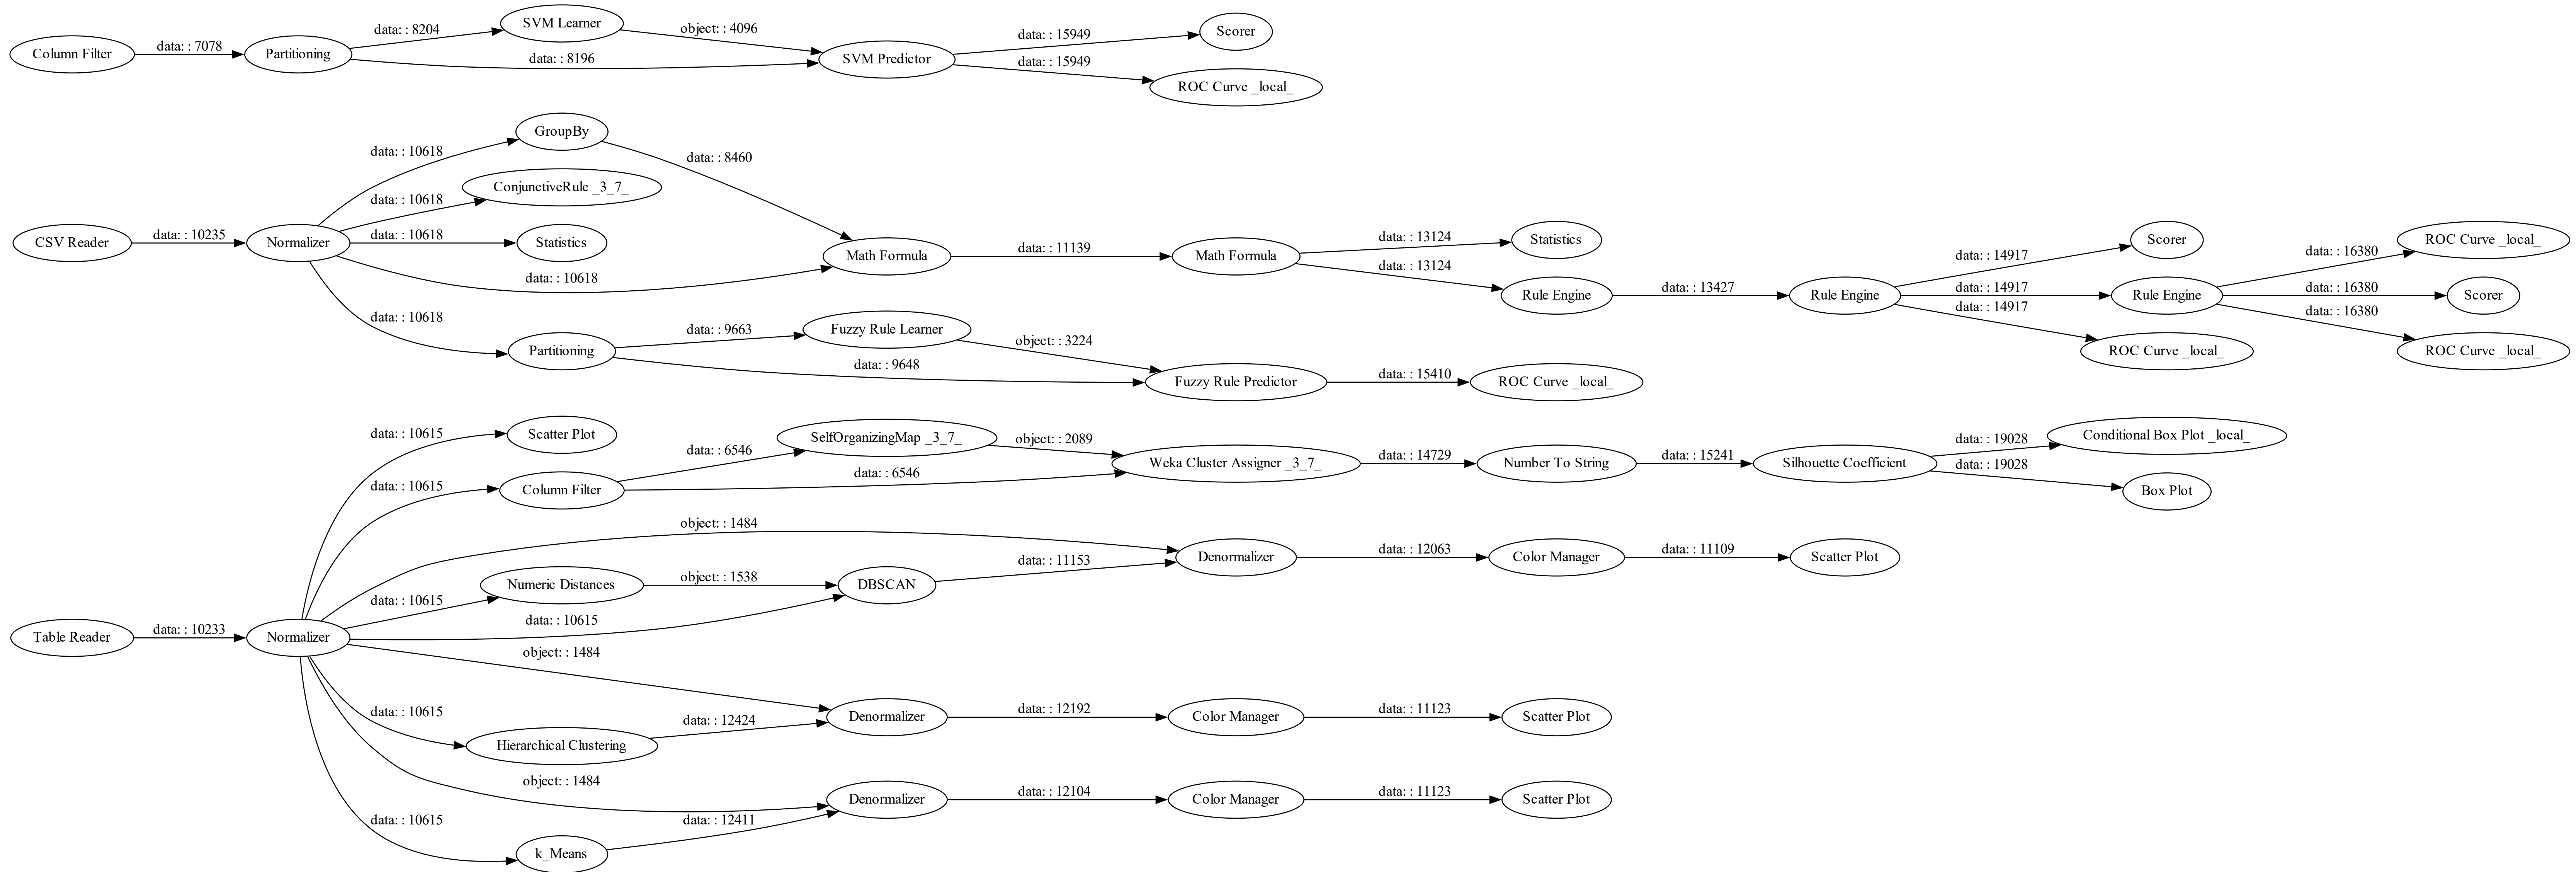 Column Filter
data: : 7078
Partitioning
data: : 8204
SVM Learner
object: : 4096
data: : 8196
SVM Predictor
data: : 15949
Scorer
data: : 15949
ROC Curve _local_
CSV Reader
data: : 10235
Normalizer
data: : 10618
GroupBy
data: : 8460
data: : 10618
ConjunctiveRule _3_7_
data: : 10618
Statistics
data: : 10618
Math Formula
data: : 11139
Math Formula
data: : 13124
Statistics
data: : 13124
Rule Engine
data: : 13427
Rule Engine
data: : 14917
Scorer
data: : 14917
Rule Engine
data: : 14917
ROC Curve _local_
data: : 16380
ROC Curve _local_
data: : 16380
Scorer
data: : 16380
ROC Curve _local_
data: : 10618
Partitioning
data: : 9663
Fuzzy Rule Learner
object: : 3224
data: : 9648
Fuzzy Rule Predictor
data: : 15410
ROC Curve _local_
Table Reader
data: : 10233
Normalizer
data: : 10615
Scatter Plot
data: : 10615
Column Filter
data: : 6546
SelfOrganizingMap _3_7_
object: : 2089
data: : 6546
Weka Cluster Assigner _3_7_
data: : 14729
Number To String
data: : 15241
Silhouette Coefficient
data: : 19028
Conditional Box Plot _local_
data: : 19028
Box Plot
object: : 1484
data: : 10615
Numeric Distances
object: : 1538
data: : 10615
DBSCAN
data: : 11153
Denormalizer
data: : 12063
Color Manager
data: : 11109
Scatter Plot
object: : 1484
data: : 10615
Hierarchical Clustering
data: : 12424
Denormalizer
data: : 12192
Color Manager
data: : 11123
Scatter Plot
object: : 1484
data: : 10615
k_Means
data: : 12411
Denormalizer
data: : 12104
Color Manager
data: : 11123
Scatter Plot